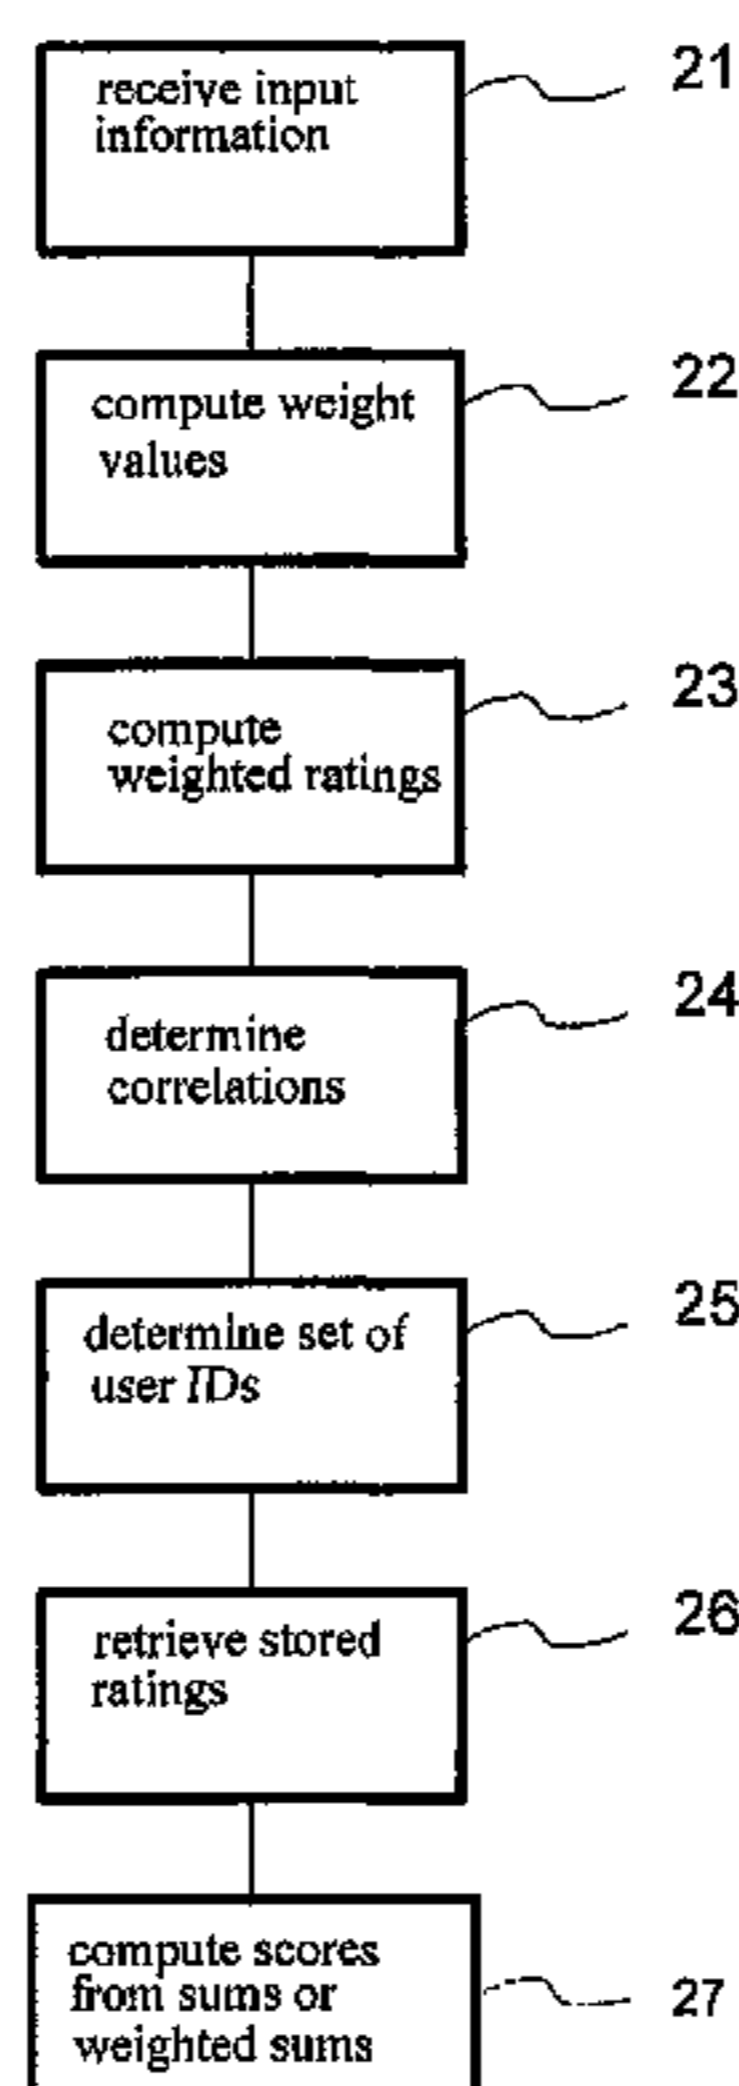 receive input
information
21
compute weight
values
22
compute
weighted ratings
23
determine
correlations
24
determine set of
user IDs
25
retrieve stored
ratings
26
compute scores
from sums or
weighted sums
27